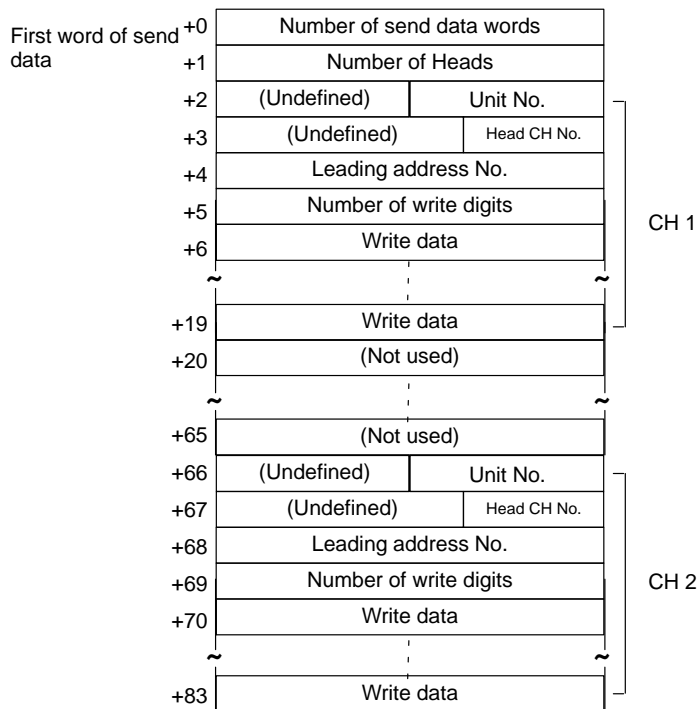 First word of send
data
+0 Number of send data words
+1 Number of Heads
+2 (Undefined) Unit No.
+3 (Undefined) Head CH No.
+4 Leading address No.
+5 Number of write digits
+6 Write data
~ ~
+19 Write data
+20 (Not used)
~ ~
+65 (Not used)
+66 (Undefined) Unit No.
+67 (Undefined) Head CH No.
+68 Leading address No.
+69 Number of write digits
+70 Write data
~ ~
+83 Write data
CH 1
CH 2